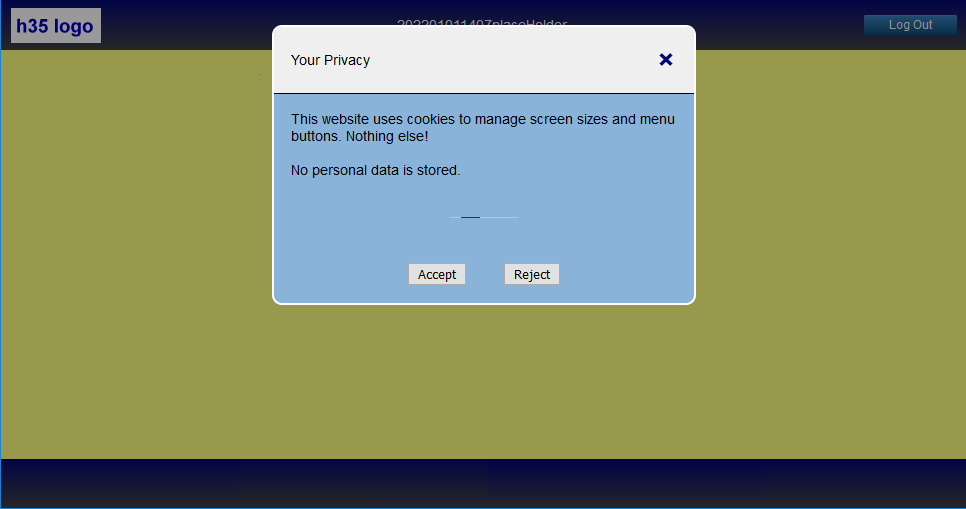 h35 logo
202201011407plaseHolder
Log Out
Your Privacy
This website uses cookies to manage screen sizes and menu
buttons. Nothing else!
No personal data is stored.
Accept
Reject